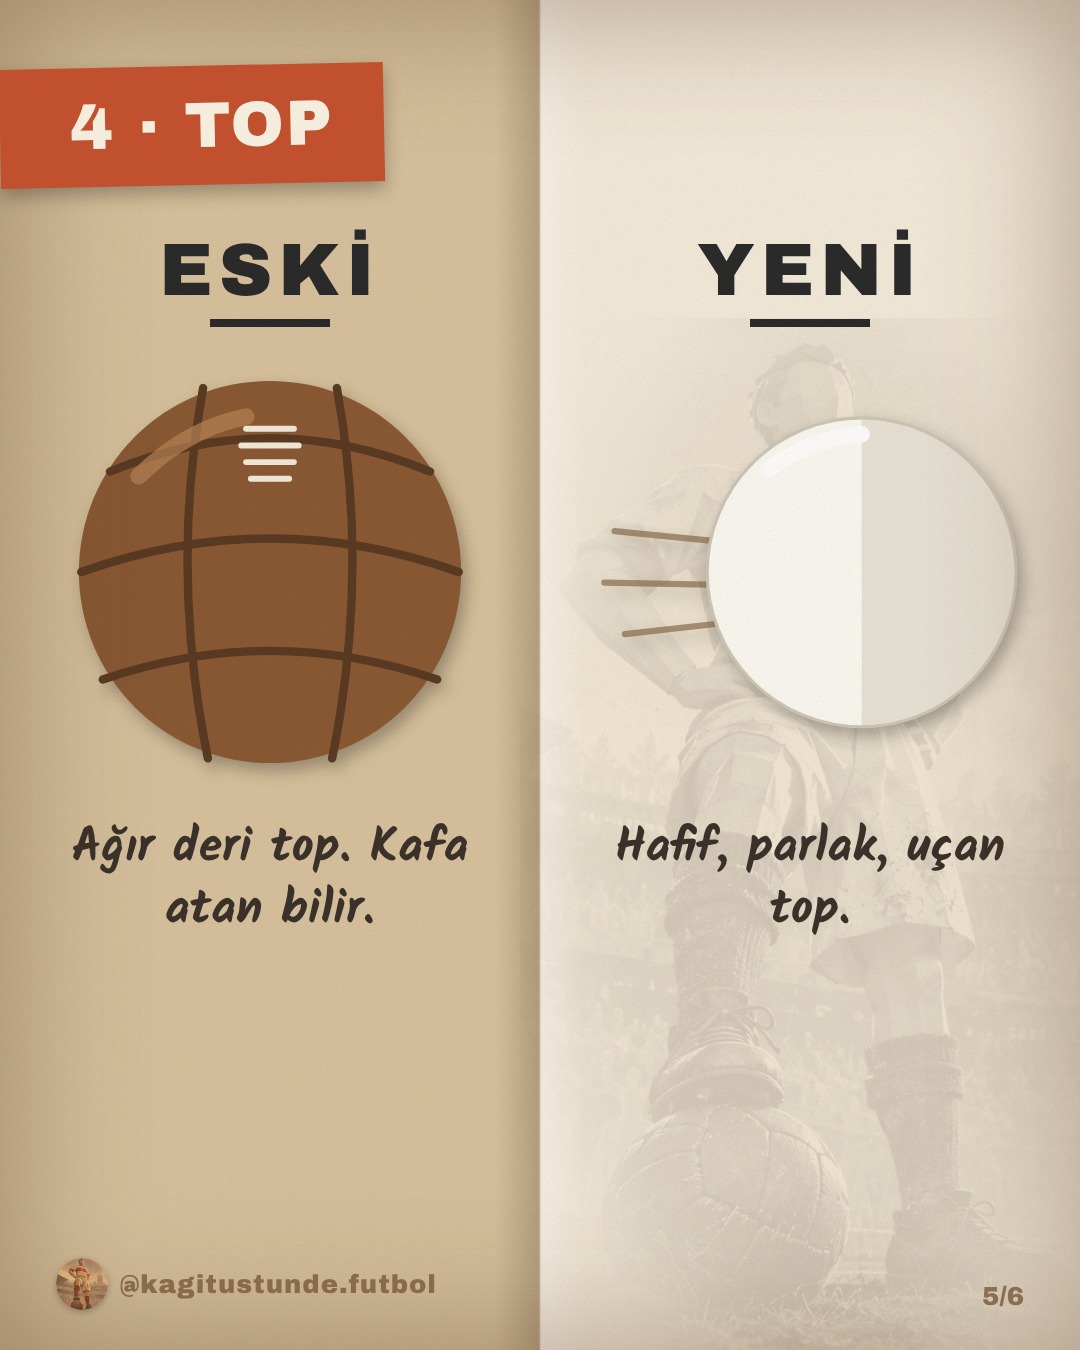 4 · TOP
ESKİ
Ağır deri top. Kafa
atan bilir.
YENİ
Hafif, parlak, uçan
top.
@kagitustunde.futbol
5/6